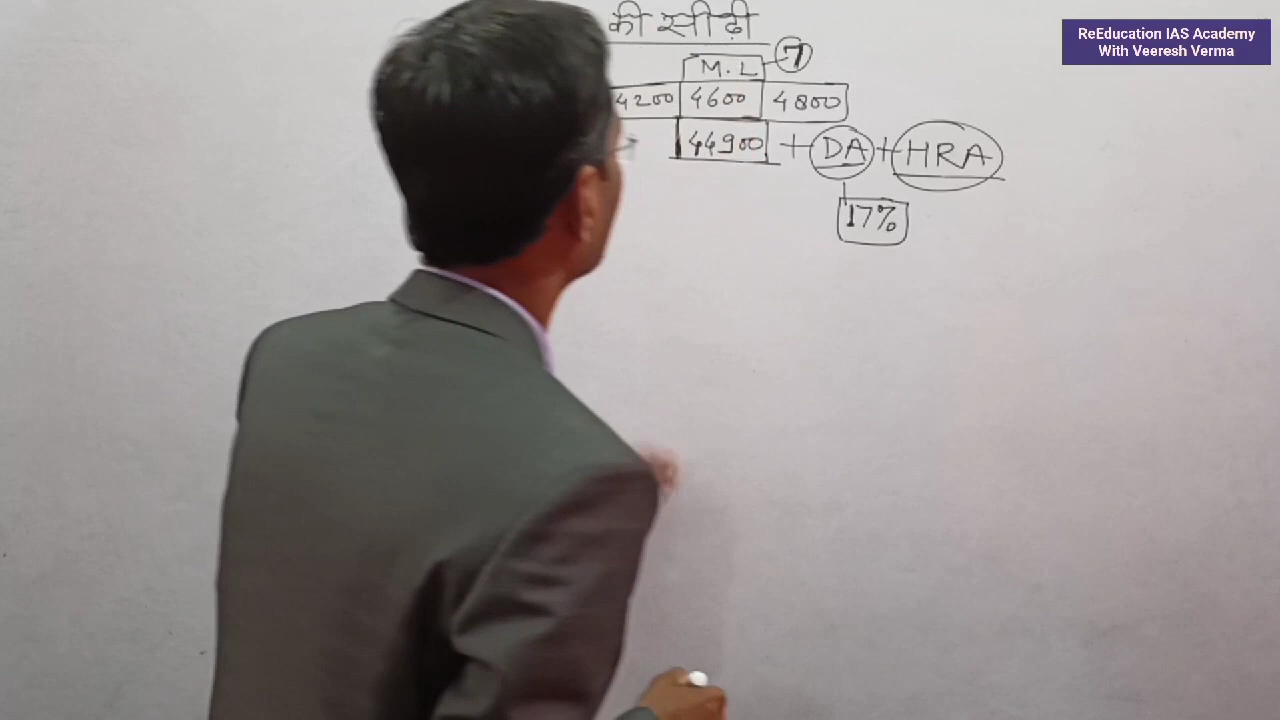 की सीढ़ी
ReEducation IAS Academy
With Veeresh Verma
M.L 7
4200 4600 4800
44900 + DA + HRA
17%